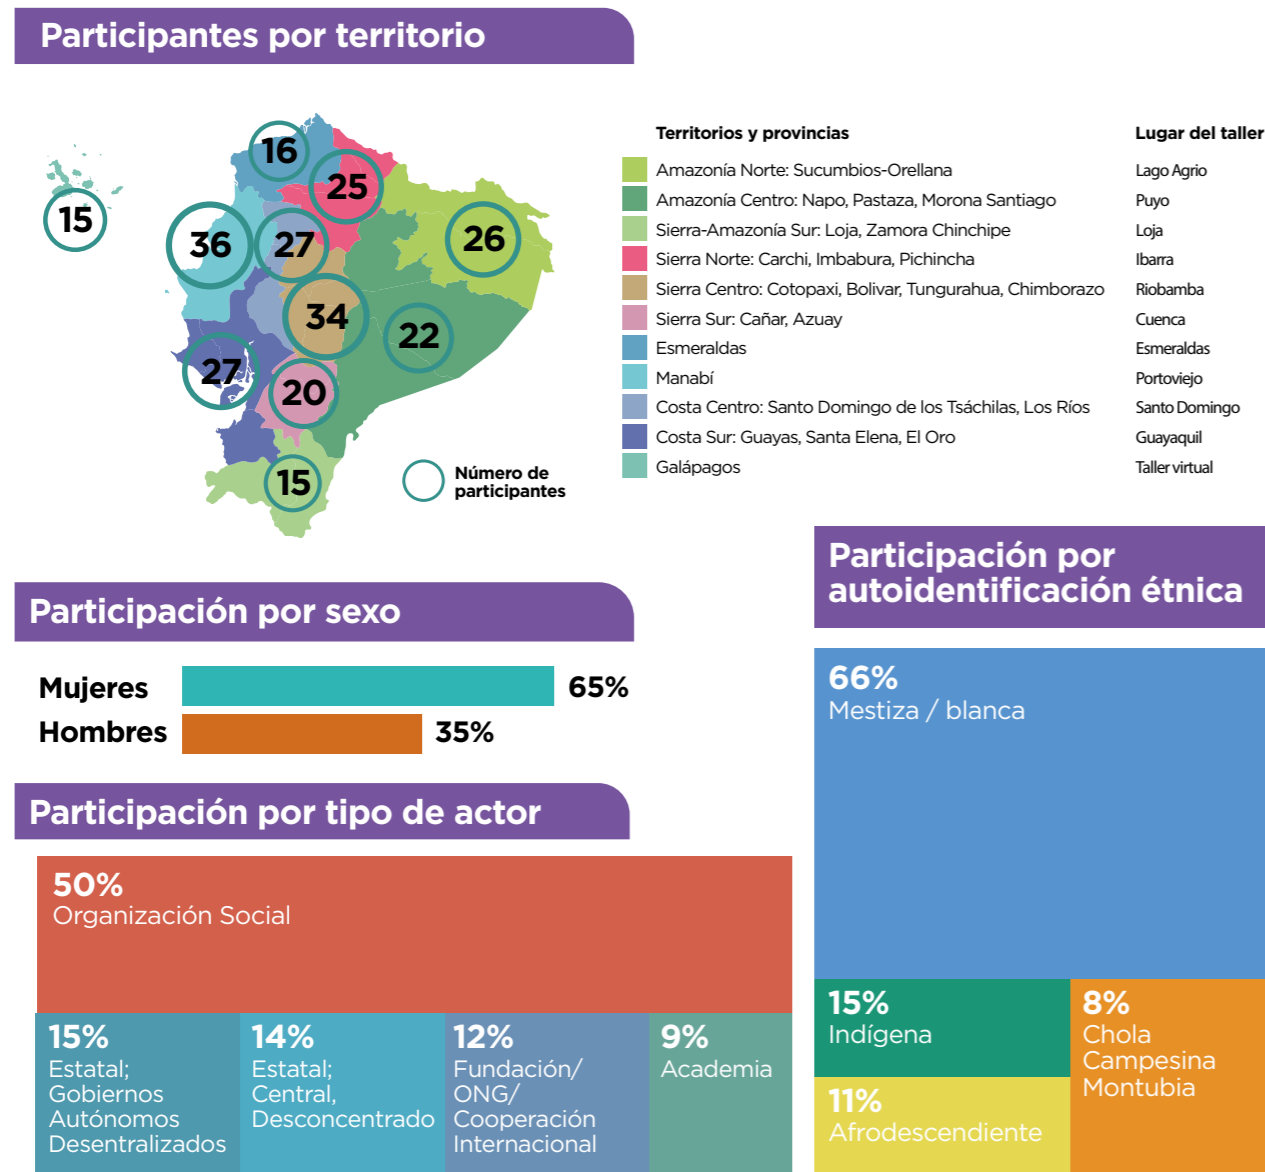 Participantes por territorio
16
25
15
36
27
26
34
22
27
20
15
Número de
participantes
Territorios y provincias
Lugar del taller
Amazonía Norte: Sucumbios-Orellana
Lago Agrio
Amazonía Centro: Napo, Pastaza, Morona Santiago
Puyo
Sierra-Amazonía Sur: Loja, Zamora Chinchipe
Loja
Sierra Norte: Carchi, Imbabura, Pichincha
Ibarra
Sierra Centro: Cotopaxi, Bolivar, Tungurahua, Chimborazo
Riobamba
Sierra Sur: Cañar, Azuay
Cuenca
Esmeraldas
Esmeraldas
Manabí
Portoviejo
Costa Centro: Santo Domingo de los Tsáchilas, Los Ríos
Santo Domingo
Costa Sur: Guayas, Santa Elena, El Oro
Guayaquil
Galápagos
Taller virtual
Participación por sexo
Mujeres
65%
Hombres
35%
Participación por tipo de actor
50%
Organización Social
15%
Estatal;
Gobiernos
Autónomos
Desentralizados
14%
Estatal;
Central,
Desconcentrado
12%
Fundación/
ONG/
Cooperación
Internacional
9%
Academia
Participación por
autoidentificación étnica
66%
Mestiza / blanca
15%
Indígena
11%
Afrodescendiente
8%
Chola
Campesina
Montubia